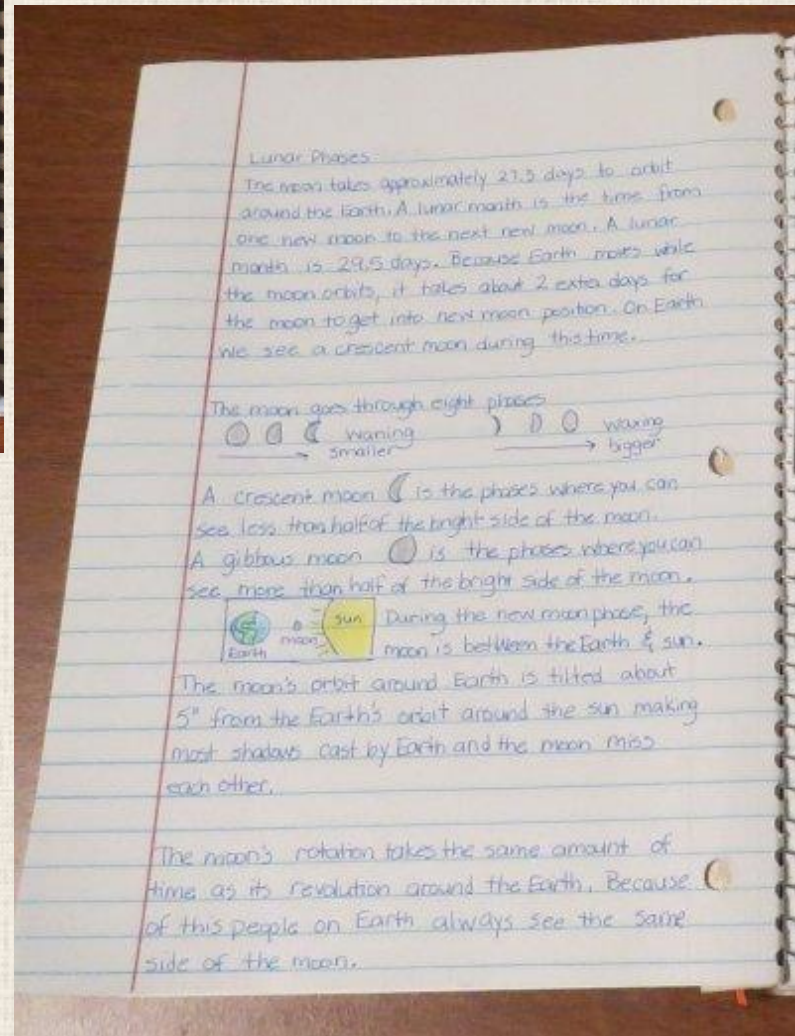 Lunar Phases
The moon takes approximately 27.3 days to orbit
around the Earth. A lunar month is the time from
one new moon to the next new moon. A lunar
month is 29.5 days. Because Earth moves while
the moon orbits, it takes about 2 extra days for
the moon to get into new moon position. On Earth
we see a crescent moon during this time.
The moon goes through eight phases
waning waxing
smaller bigger
A crescent moon is the phases where you can
see less than half of the bright side of the moon.
A gibbous moon is the phases where you can
see more than half of the bright side of the moon.
Earth moon sun During the new moon phase, the
moon is between the Earth & sun.
The moon's orbit around Earth is tilted about
5° from the Earth's orbit around the sun making
most shadows cast by Earth and the moon miss
each other.
The moon's rotation takes the same amount of
time as its revolution around the Earth. Because
of this people on Earth always see the same
side of the moon.